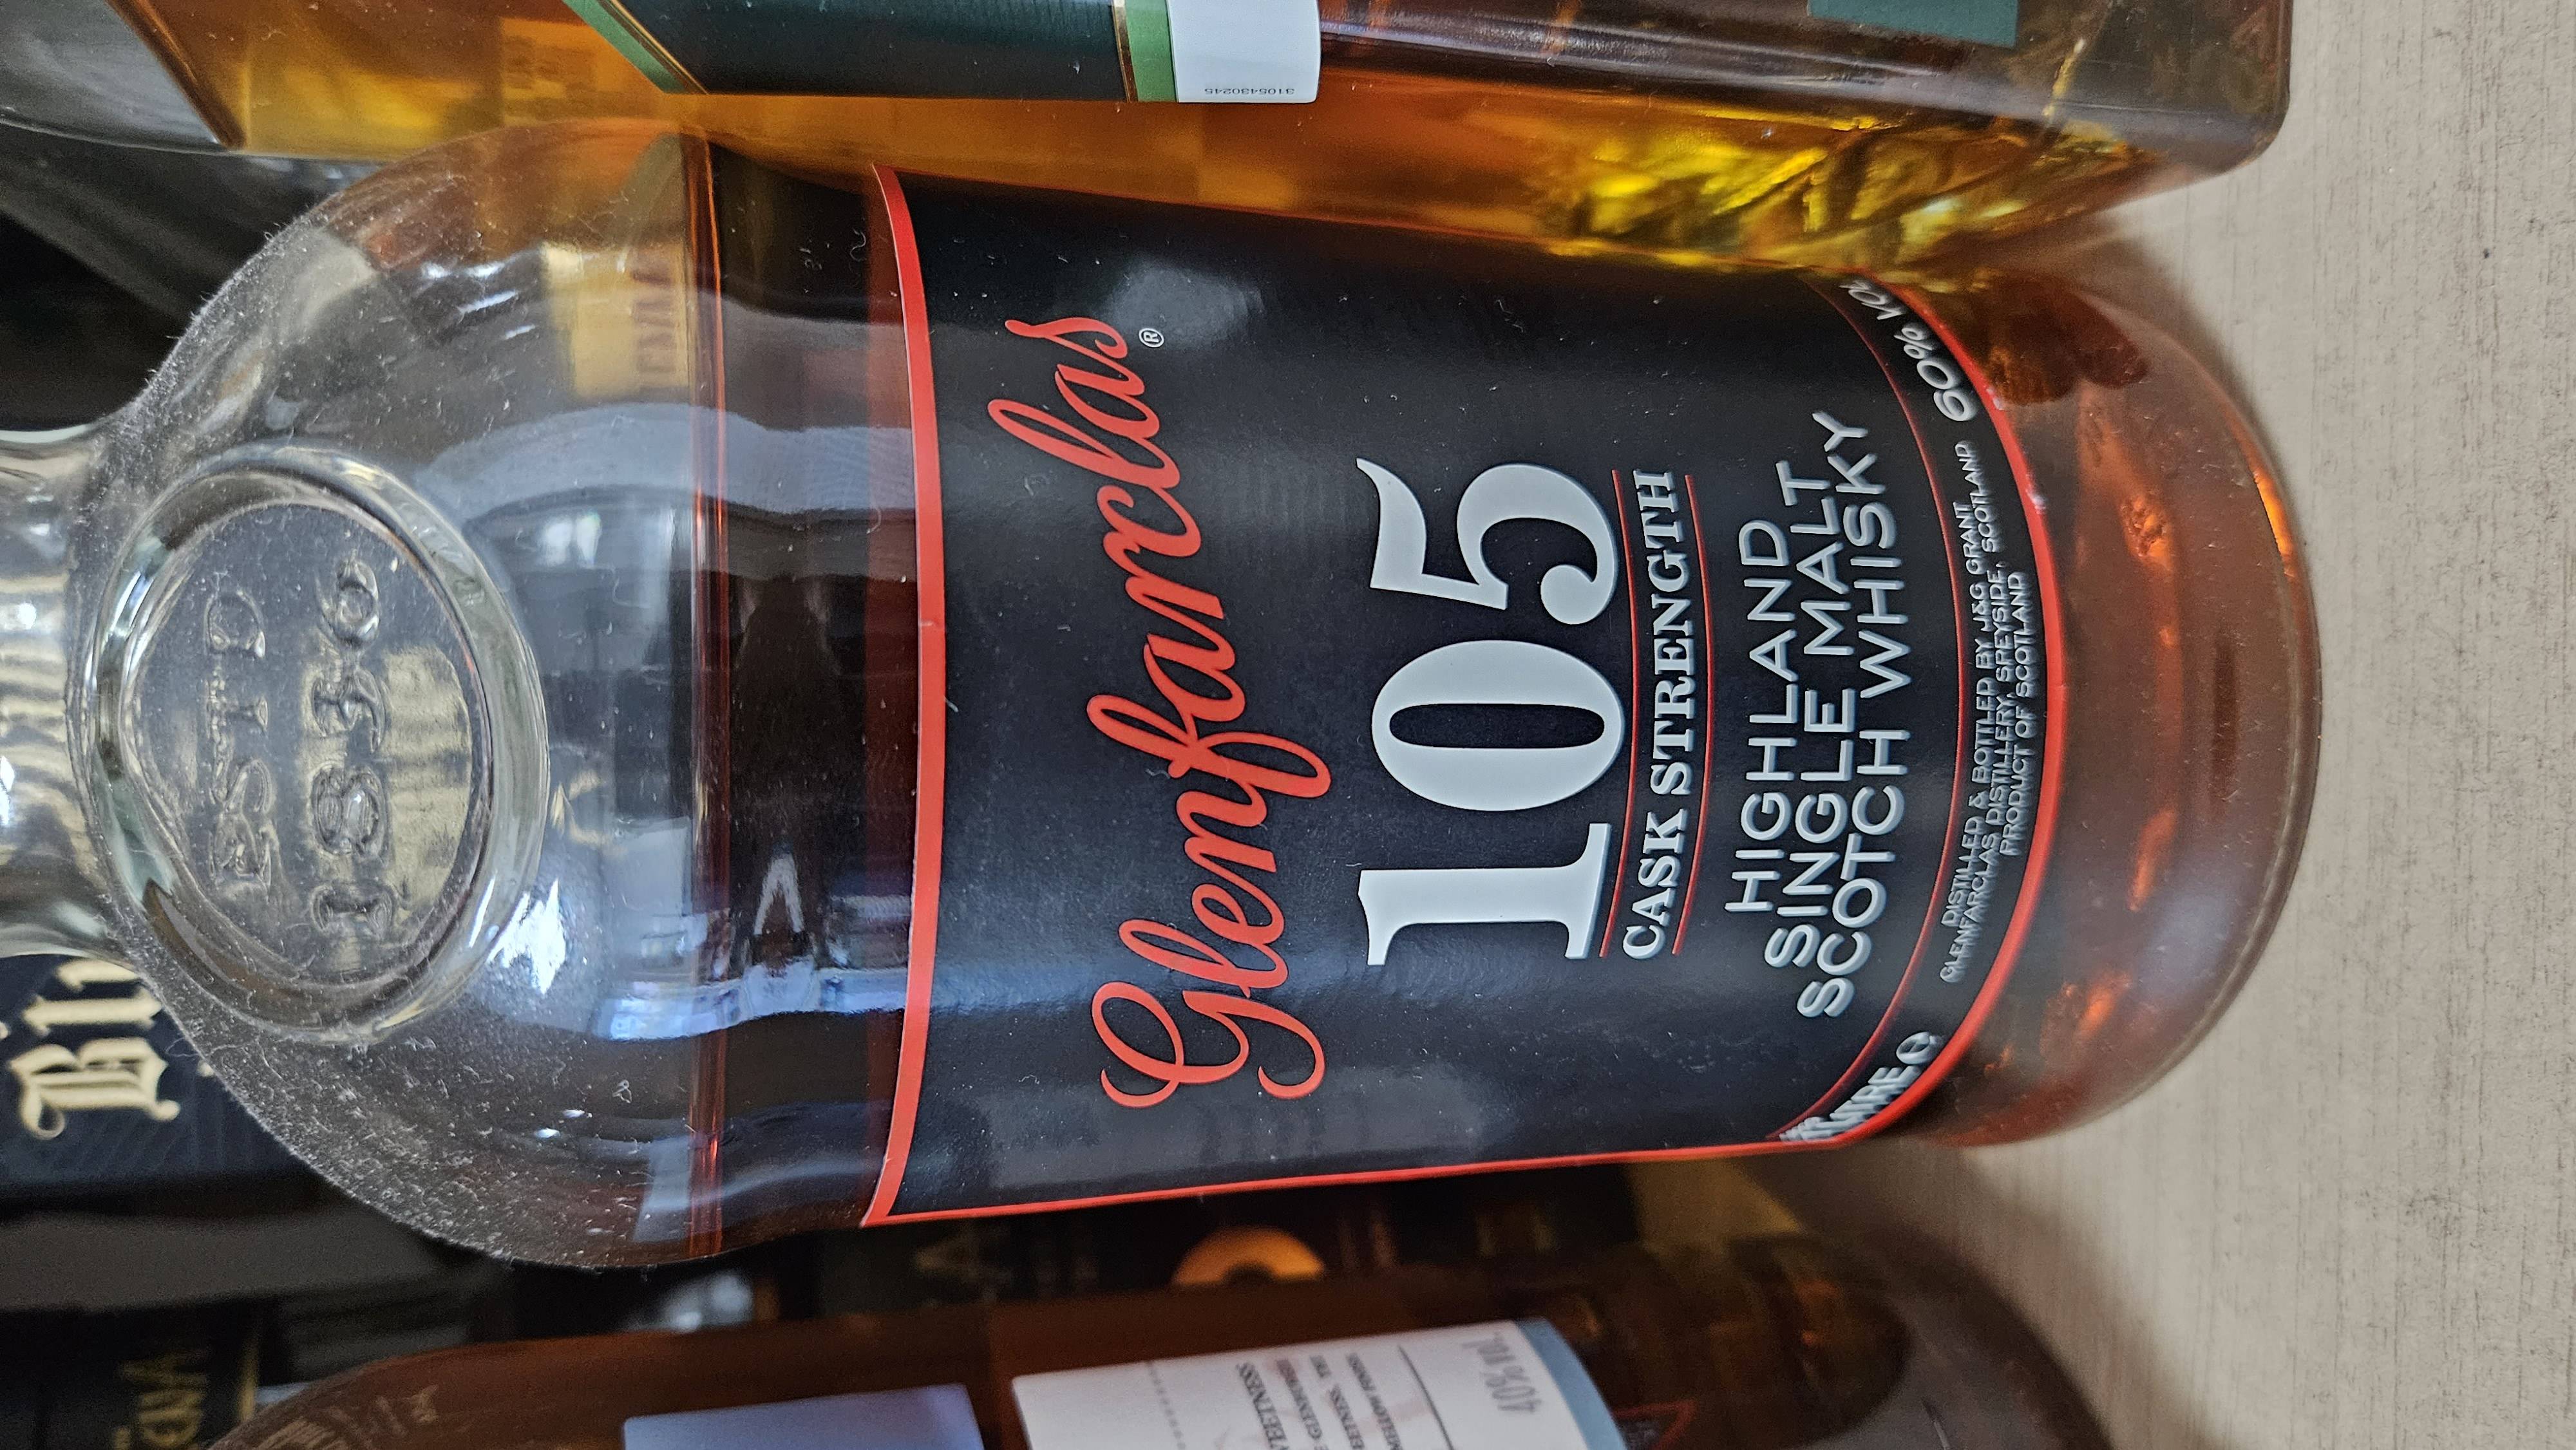 ESTD
1836
Glenfarclas®
105
CASK STRENGTH
HIGHLAND
SINGLE MALT
SCOTCH WHISKY
DISTILLED & BOTTLED BY J&G GRANT
GLENFARCLAS DISTILLERY, SPEYSIDE, SCOTLAND
PRODUCT OF SCOTLAND
60% Vol
3105430245
40% vol.